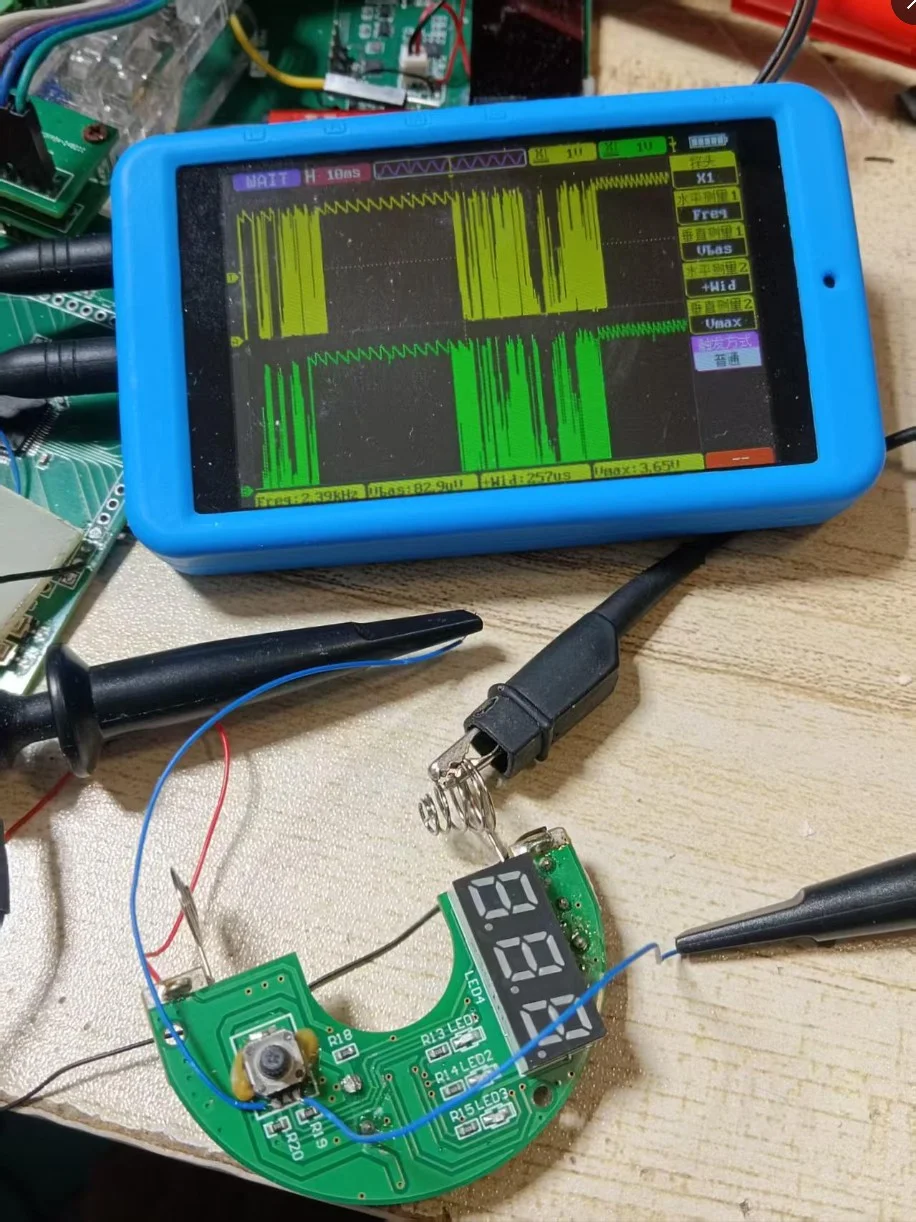 WAIT H 10ms X1 1V X1 1V
探头
X1
水平测量1
Freq
垂直测量1
Vbas
水平测量2
+Wid
垂直测量2
Vmax
触发方式
普通
Freq:2.39kHz Vbas:82.9uV +Wid:257us Vmax:3.65V
LED4
R18
R13 LED1
R14 LED2
R15 LED3
R19
R20